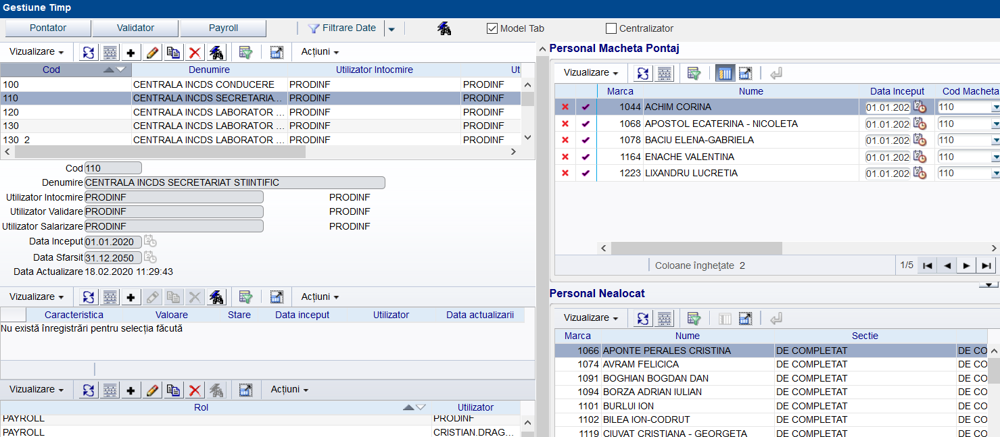 Gestiune Timp
Pontator Validator Payroll Filtrare Date Model Tab Centralizator
Vizualizare Acțiuni
Cod Denumire Utilizator Intocmire Ut
100 CENTRALA INCDS CONDUCERE PRODINF PRODINF
110 CENTRALA INCDS SECRETARIA... PRODINF PRODINF
120 CENTRALA INCDS LABORATOR ... PRODINF PRODINF
130 CENTRALA INCDS LABORATOR ... PRODINF PRODINF
130 2 CENTRALA INCDS LABORATOR ... PRODINF PRODINF
Cod 110
Denumire CENTRALA INCDS SECRETARIAT STIINTIFIC
Utilizator Intocmire PRODINF PRODINF
Utilizator Validare PRODINF PRODINF
Utilizator Salarizare PRODINF PRODINF
Data Inceput 01.01.2020
Data Sfarsit 31.12.2050
Data Actualizare 18.02.2020 11:29:43
Vizualizare Acțiuni
Caracteristica Valoare Stare Data inceput Utilizator Data actualizarii
Nu există înregistrări pentru selecția făcută
Vizualizare Acțiuni
Rol Utilizator
PAYROLL PRODINF
PAYROLL CRISTIAN.DRAG...
Personal Macheta Pontaj
Vizualizare
Marca Nume Data Inceput Cod Macheta
1044 ACHIM CORINA 01.01.202 110
1068 APOSTOL ECATERINA - NICOLETA 01.01.202 110
1078 BACIU ELENA-GABRIELA 01.01.202 110
1164 ENACHE VALENTINA 01.01.202 110
1223 LIXANDRU LUCRETIA 01.01.202 110
Coloane înghețate 2 1/5
Personal Nealocat
Vizualizare
Marca Nume Sectie
1066 APONTE PERALES CRISTINA DE COMPLETAT DE CO
1074 AVRAM FELICICA DE COMPLETAT DE CO
1091 BOGHIAN BOGDAN DAN DE COMPLETAT DE CO
1094 BORZA ADRIAN IULIAN DE COMPLETAT DE CO
1101 BURLUI ION DE COMPLETAT DE CO
1102 BILEA ION-CODRUT DE COMPLETAT DE CO
1119 CIUVAT CRISTIANA - GEORGETA DE COMPLETAT DE CO